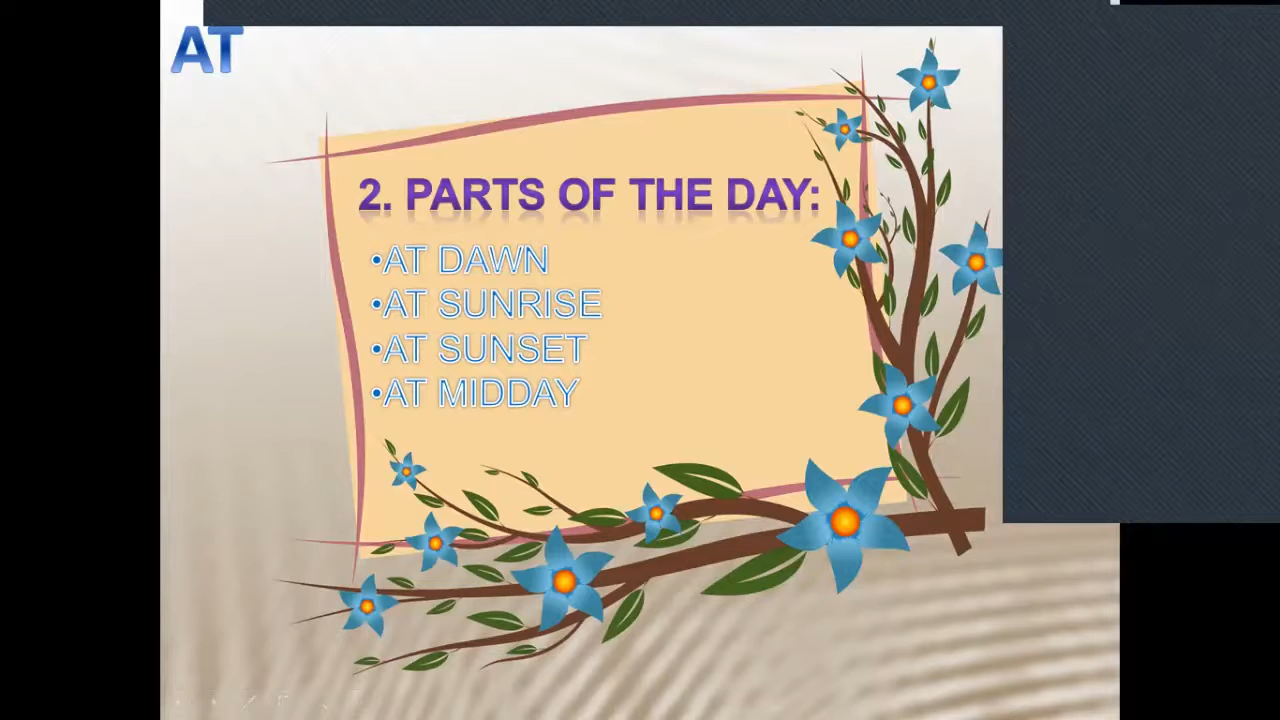 AT
2. PARTS OF THE DAY:
•AT DAWN
•AT SUNRISE
•AT SUNSET
•AT MIDDAY